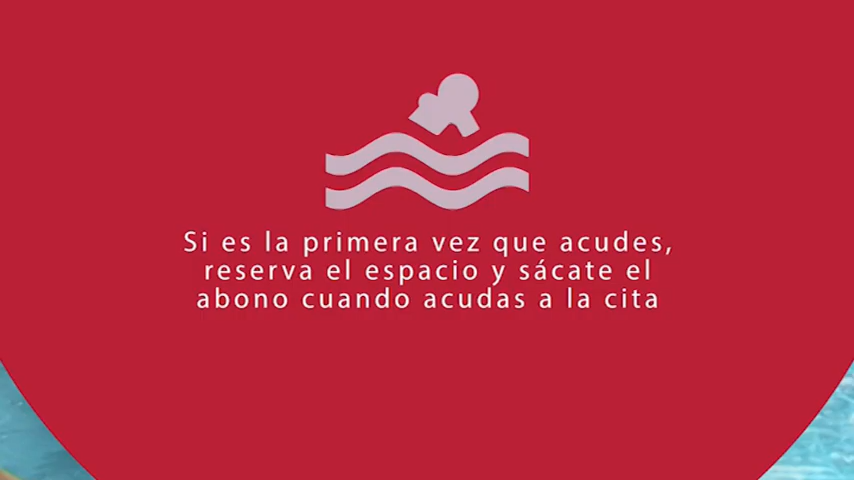 Si es la primera vez que acudes,
reserva el espacio y sácate el
abono cuando acudas a la cita